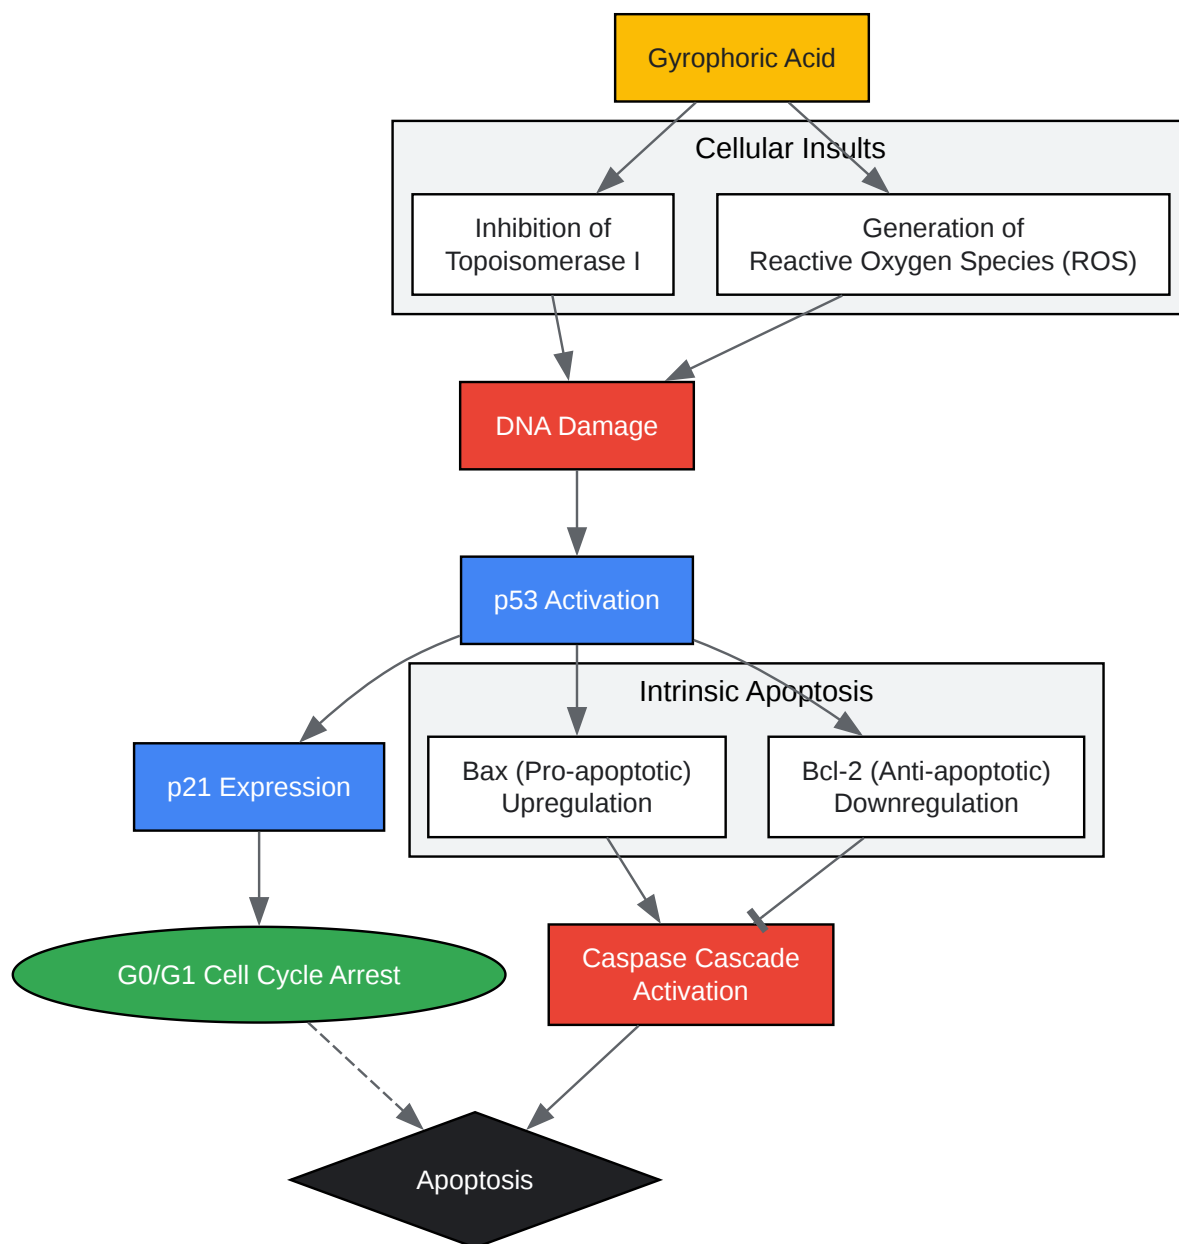 Gyrophoric Acid
Cellular Insults
Inhibition of
Topoisomerase I
Generation of
Reactive Oxygen Species (ROS)
DNA Damage
p53 Activation
Intrinsic Apoptosis
p21 Expression
Bax (Pro-apoptotic)
Upregulation
Bcl-2 (Anti-apoptotic)
Downregulation
G0/G1 Cell Cycle Arrest
Caspase Cascade
Activation
Apoptosis